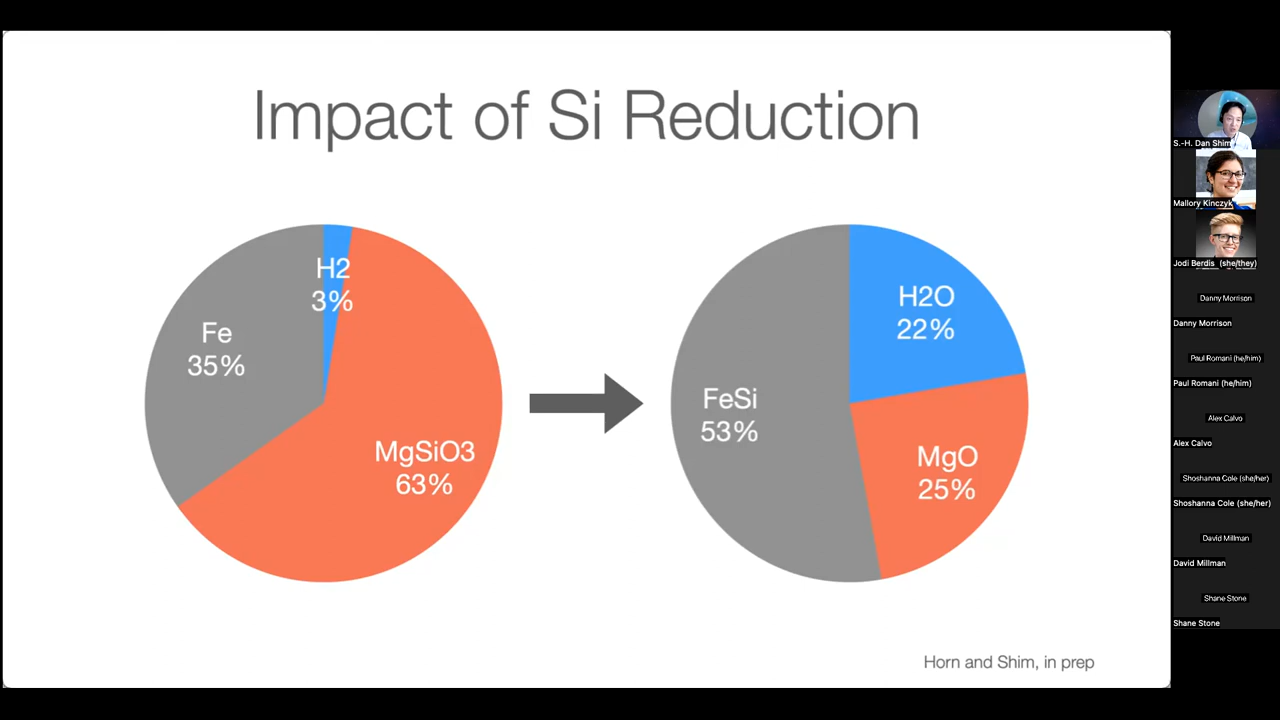 Impact of Si Reduction
H2
3%
Fe
35%
MgSiO3
63%
H2O
22%
FeSi
53%
MgO
25%
Horn and Shim, in prep
S.-H. Dan Shim
Mallory Kinczyk
Jodi Berdis (she/they)
Danny Morrison
Danny Morrison
Paul Romani (he/him)
Paul Romani (he/him)
Alex Calvo
Alex Calvo
Shoshanna Cole (she/her)
Shoshanna Cole (she/her)
David Millman
David Millman
Shane Stone
Shane Stone